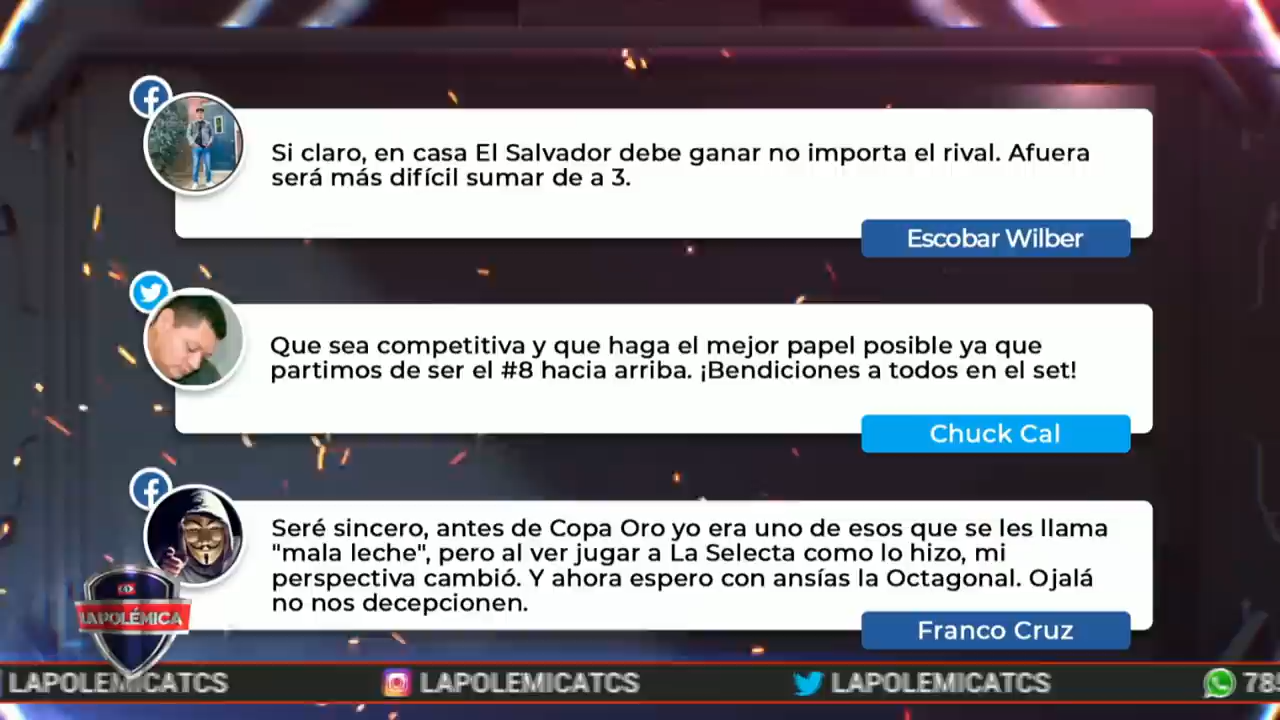 Si claro, en casa El Salvador debe ganar no importa el rival. Afuera
será más difícil sumar de a 3.
Escobar Wilber
Que sea competitiva y que haga el mejor papel posible ya que
partimos de ser el #8 hacia arriba. ¡Bendiciones a todos en el set!
Chuck Cal
Seré sincero, antes de Copa Oro yo era uno de esos que se les llama
"mala leche", pero al ver jugar a La Selecta como lo hizo, mi
perspectiva cambió. Y ahora espero con ansías la Octagonal. Ojalá
no nos decepcionen.
Franco Cruz
LA POLÉMICA
LAPOLEMICATCS
LAPOLEMICATCS
LAPOLEMICATCS